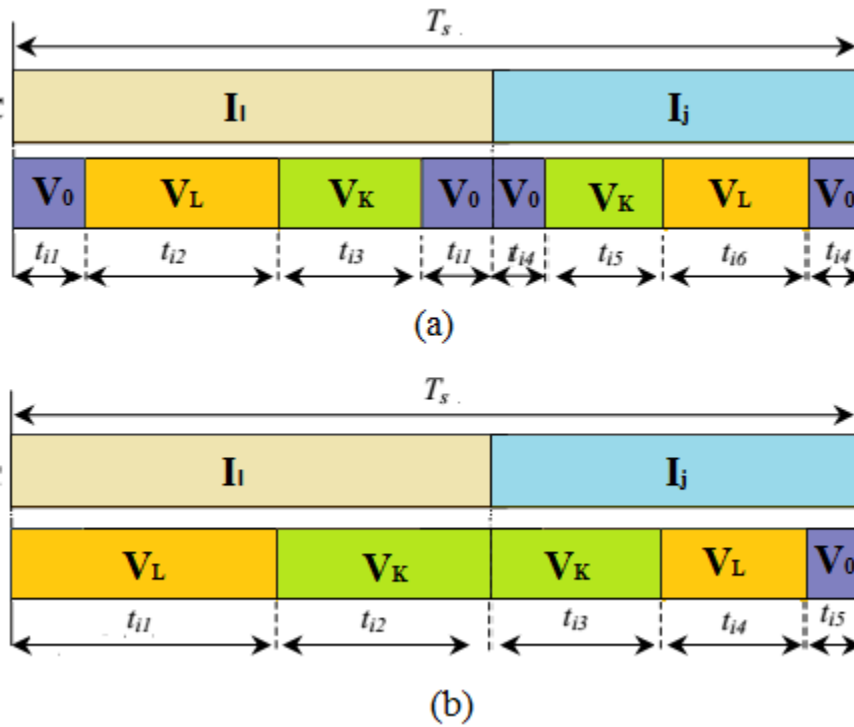 Ts .
Il Ij
V0 VL VK V0 V0 VK VL V0
ti1 ti2 ti3 ti1 ti4 ti5 ti6 ti4
(a)
Ts .
Il Ij
VL VK VK VL V0
ti1 ti2 ti3 ti4 ti5
(b)